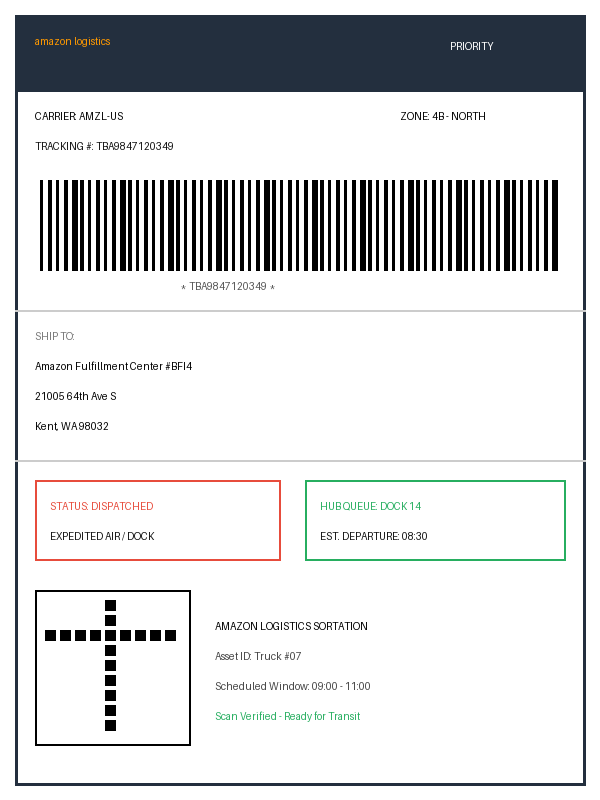 amazon logistics
PRIORITY
CARRIER: AMZL-US
ZONE: 4B - NORTH
TRACKING #: TBA9847120349
* TBA9847120349 *
SHIP TO:
Amazon Fulfillment Center #BFI4
21005 64th Ave S
Kent, WA 98032
STATUS: DISPATCHED
EXPEDITED AIR / DOCK
HUB QUEUE: DOCK 14
EST. DEPARTURE: 08:30
AMAZON LOGISTICS SORTATION
Asset ID: Truck #07
Scheduled Window: 09:00 - 11:00
Scan Verified - Ready for Transit